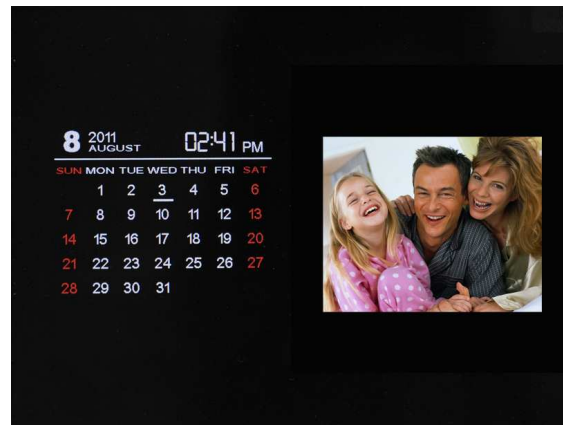 8 2011 AUGUST 02:41 PM
SUN MON TUE WED THU FRI SAT
1 2 3 4 5 6
7 8 9 10 11 12 13
14 15 16 17 18 19 20
21 22 23 24 25 26 27
28 29 30 31